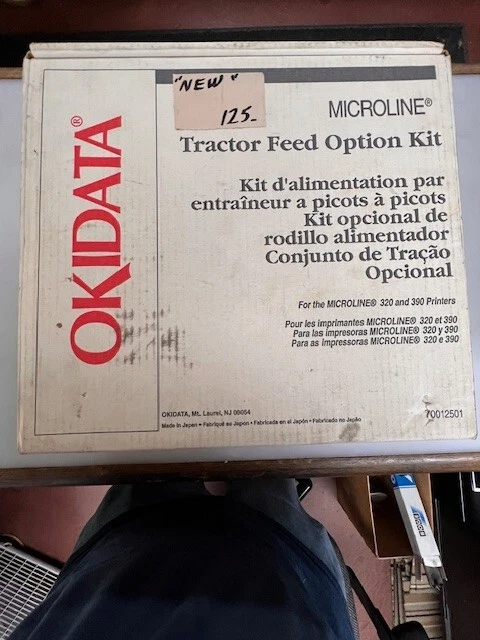 "NEW"
125-
OKIDATA®
MICROLINE®
Tractor Feed Option Kit
Kit d'alimentation par
entraîneur a picots à picots
Kit opcional de
rodillo alimentador
Conjunto de Tração
Opcional
For the MICROLINE® 320 and 390 Printers
Pour les imprimantes MICROLINE® 320 et 390
Para las impresoras MICROLINE® 320 y 390
Para as impressoras MICROLINE® 320 e 390
OKIDATA, Mt. Laurel, NJ 08054
Made in Japan • Fabriqué au Japon • Fabricada en el Japón • Fabricado no Japão
70012501